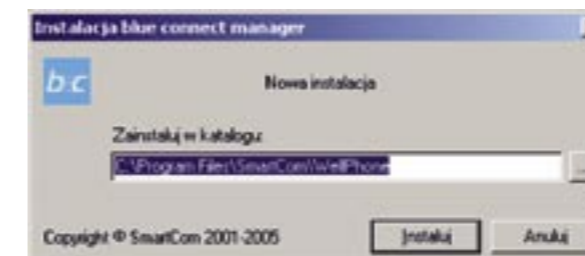 Instalacja blue connect manager
b c
Nowa instalacja
Zainstaluj w katalogu:
C:\Program Files\SmartCom\WellPhone
...
Copyright © SmartCom 2001-2005
Instaluj
Anuluj